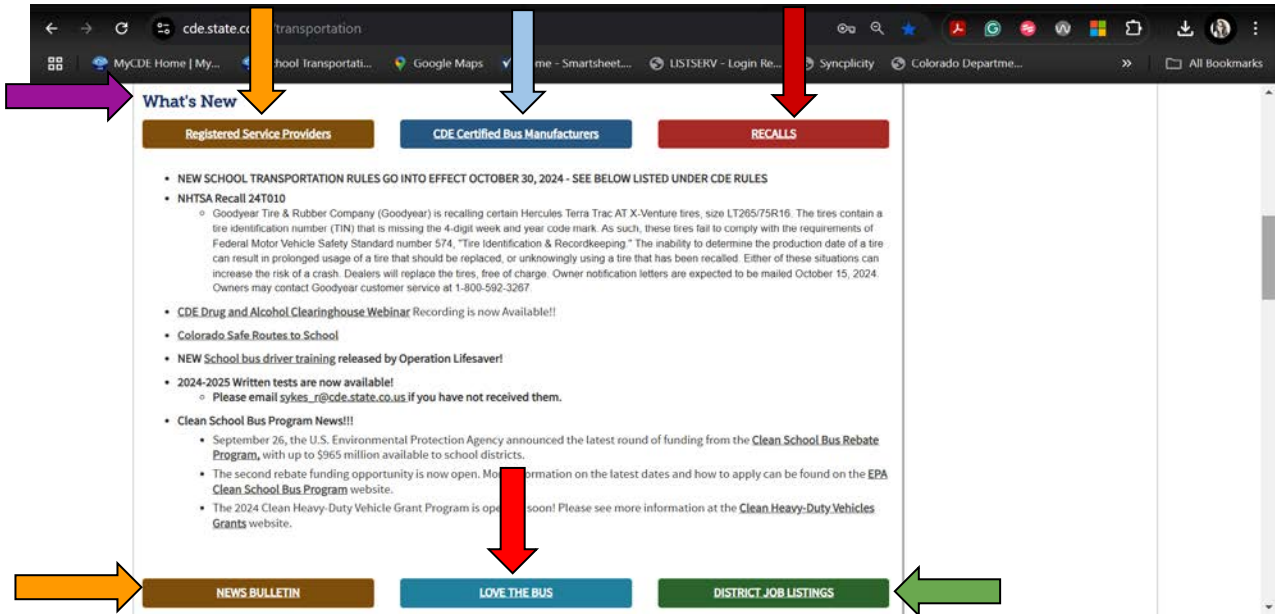 cde.state.co /transportation
MyCDE Home | My... chool Transportati... Google Maps me - Smartsheet.... LISTSERV - Login Re... Syncplicity Colorado Departme... » All Bookmarks
What's New
Registered Service Providers CDE Certified Bus Manufacturers RECALLS
• NEW SCHOOL TRANSPORTATION RULES GO INTO EFFECT OCTOBER 30, 2024 - SEE BELOW LISTED UNDER CDE RULES
• NHTSA Recall 24T010
Goodyear Tire & Rubber Company (Goodyear) is recalling certain Hercules Terra Trac AT X-Venture tires, size LT265/75R16. The tires contain a
tire identification number (TIN) that is missing the 4-digit week and year code mark. As such, these tires fail to comply with the requirements of
Federal Motor Vehicle Safety Standard number 574, "Tire Identification & Recordkeeping." The inability to determine the production date of a tire
can result in prolonged usage of a tire that should be replaced, or unknowingly using a tire that has been recalled. Either of these situations can
increase the risk of a crash. Dealers will replace the tires, free of charge. Owner notification letters are expected to be mailed October 15, 2024.
Owners may contact Goodyear customer service at 1-800-592-3267.
• CDE Drug and Alcohol Clearinghouse Webinar Recording is now Available!!
• Colorado Safe Routes to School
• NEW School bus driver training released by Operation Lifesaver!
• 2024-2025 Written tests are now available!
Please email sykes_r@cde.state.co.us if you have not received them.
• Clean School Bus Program News!!!
• September 26, the U.S. Environmental Protection Agency announced the latest round of funding from the Clean School Bus Rebate
Program, with up to $965 million available to school districts.
• The second rebate funding opportunity is now open. Mo ormation on the latest dates and how to apply can be found on the EPA
Clean School Bus Program website.
• The 2024 Clean Heavy-Duty Vehicle Grant Program is ope soon! Please see more information at the Clean Heavy-Duty Vehicles
Grants website.
NEWS BULLETIN LOVE THE BUS DISTRICT JOB LISTINGS